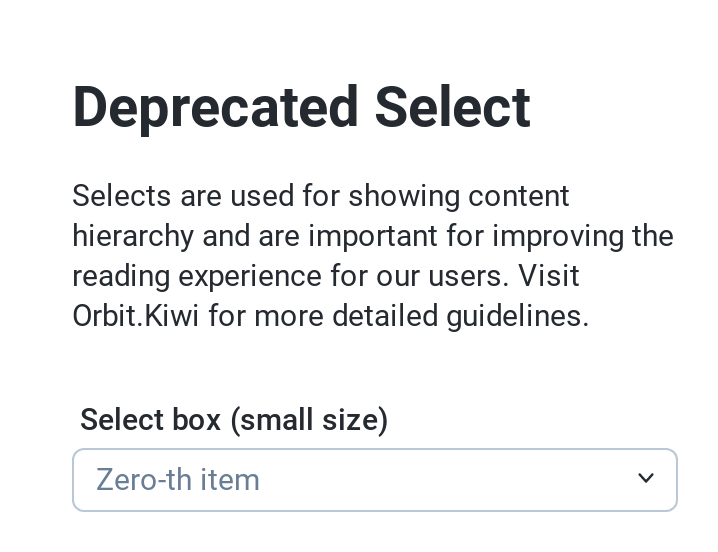 Deprecated Select
Selects are used for showing content
hierarchy and are important for improving the
reading experience for our users. Visit
Orbit.Kiwi for more detailed guidelines.
Select box (small size)
Zero-th item